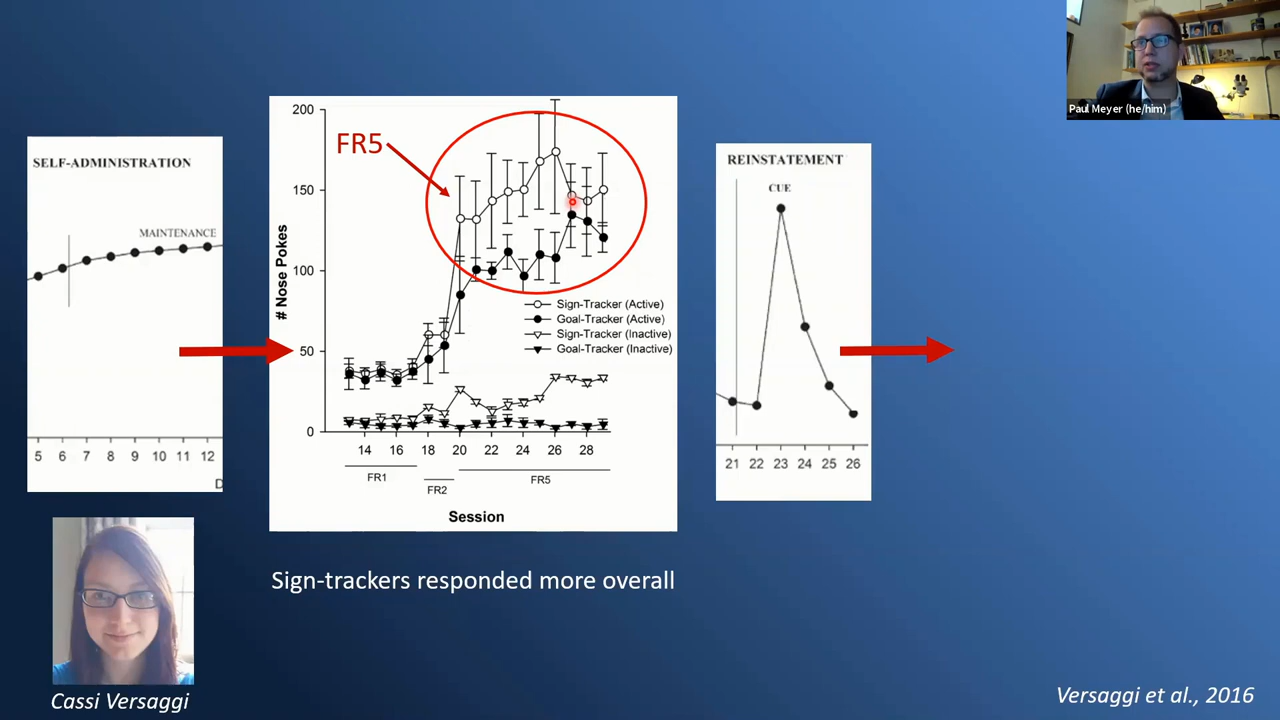 Paul Meyer (he/him)
SELF-ADMINISTRATION
MAINTENANCE
5 6 7 8 9 10 11 12
D
FR5
200
150
100
50
0
# Nose Pokes
Sign-Tracker (Active)
Goal-Tracker (Active)
Sign-Tracker (Inactive)
Goal-Tracker (Inactive)
14 16 18 20 22 24 26 28
FR1 FR2 FR5
Session
REINSTATEMENT
CUE
21 22 23 24 25 26
Sign-trackers responded more overall
Cassi Versaggi
Versaggi et al., 2016